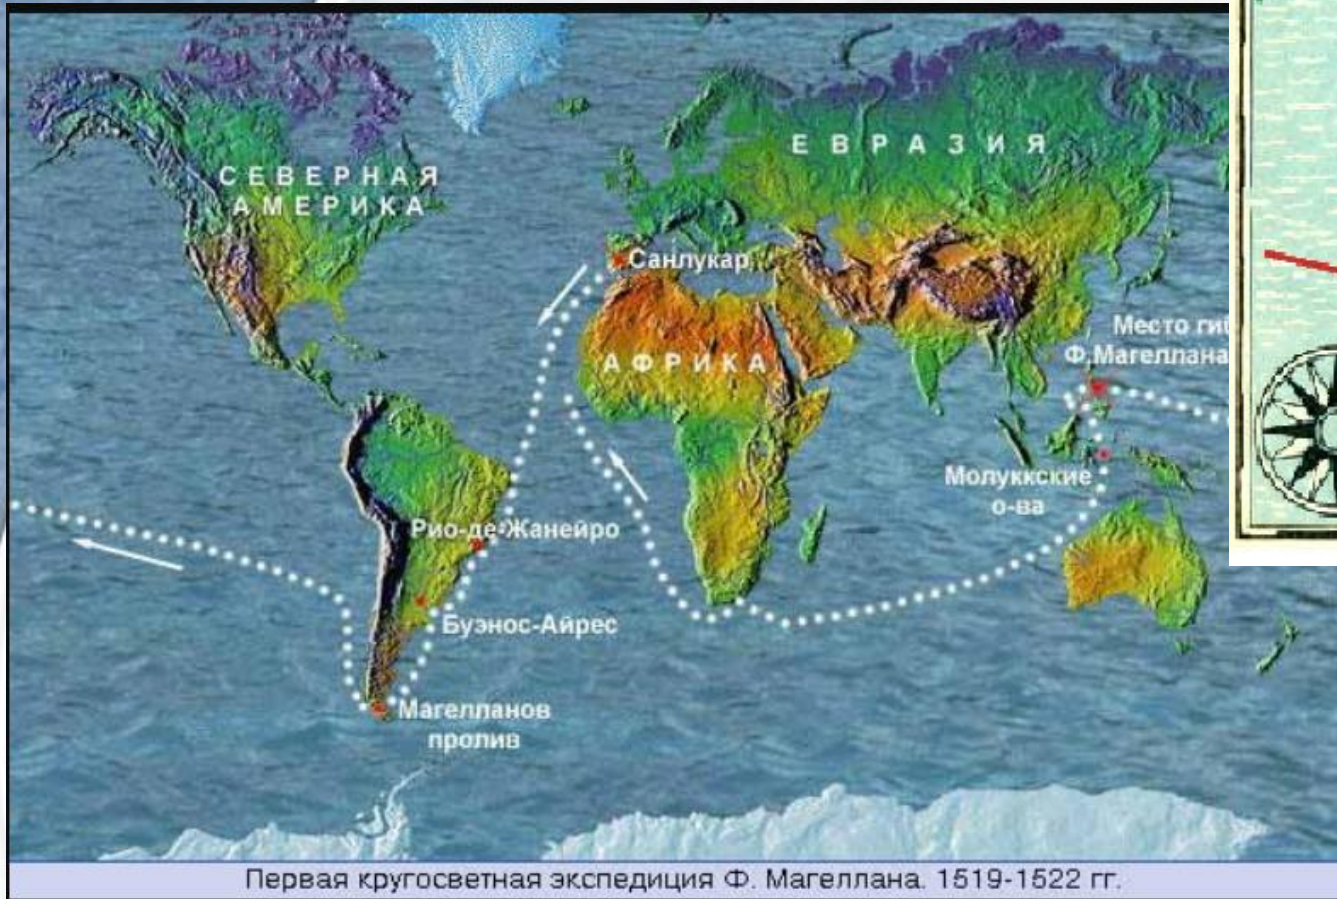 СЕВЕРНАЯ
АМЕРИКА
ЕВРАЗИЯ
Санлукар
АФРИКА
Место
Ф.Магеллана
Молуккские
о-ва
Рио-де-Жанейро
Буэнос-Айрес
Магелланов
пролив
Первая кругосветная экспедиция Ф. Магеллана. 1519-1522 гг.